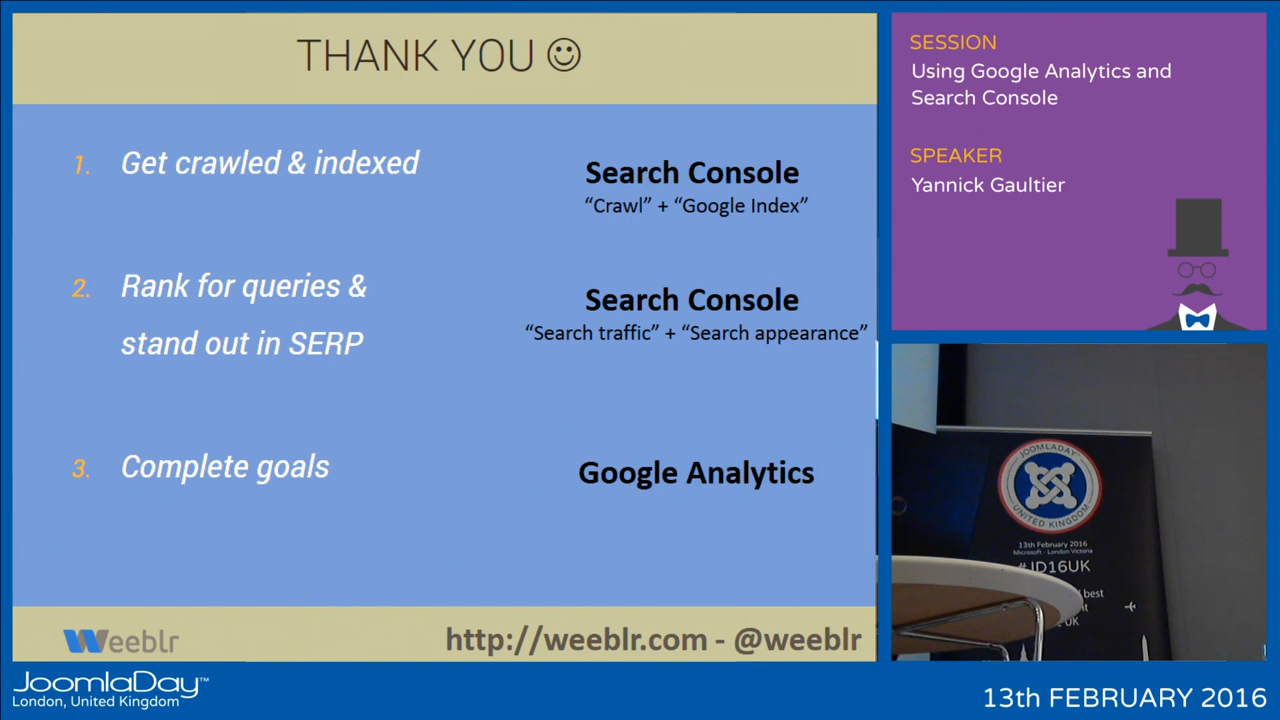 THANK YOU ☺
1. Get crawled & indexed
Search Console
“Crawl” + “Google Index”
2. Rank for queries &
stand out in SERP
Search Console
“Search traffic” + “Search appearance”
3. Complete goals
Google Analytics
Weeblr
http://weeblr.com - @weeblr
SESSION
Using Google Analytics and
Search Console
SPEAKER
Yannick Gaultier
JOOMLADAY
UNITED KINGDOM
13th February 2016
Microsoft - London Victoria
#JD16UK
best
UK
JoomlaDay™
London, United Kingdom
13th FEBRUARY 2016